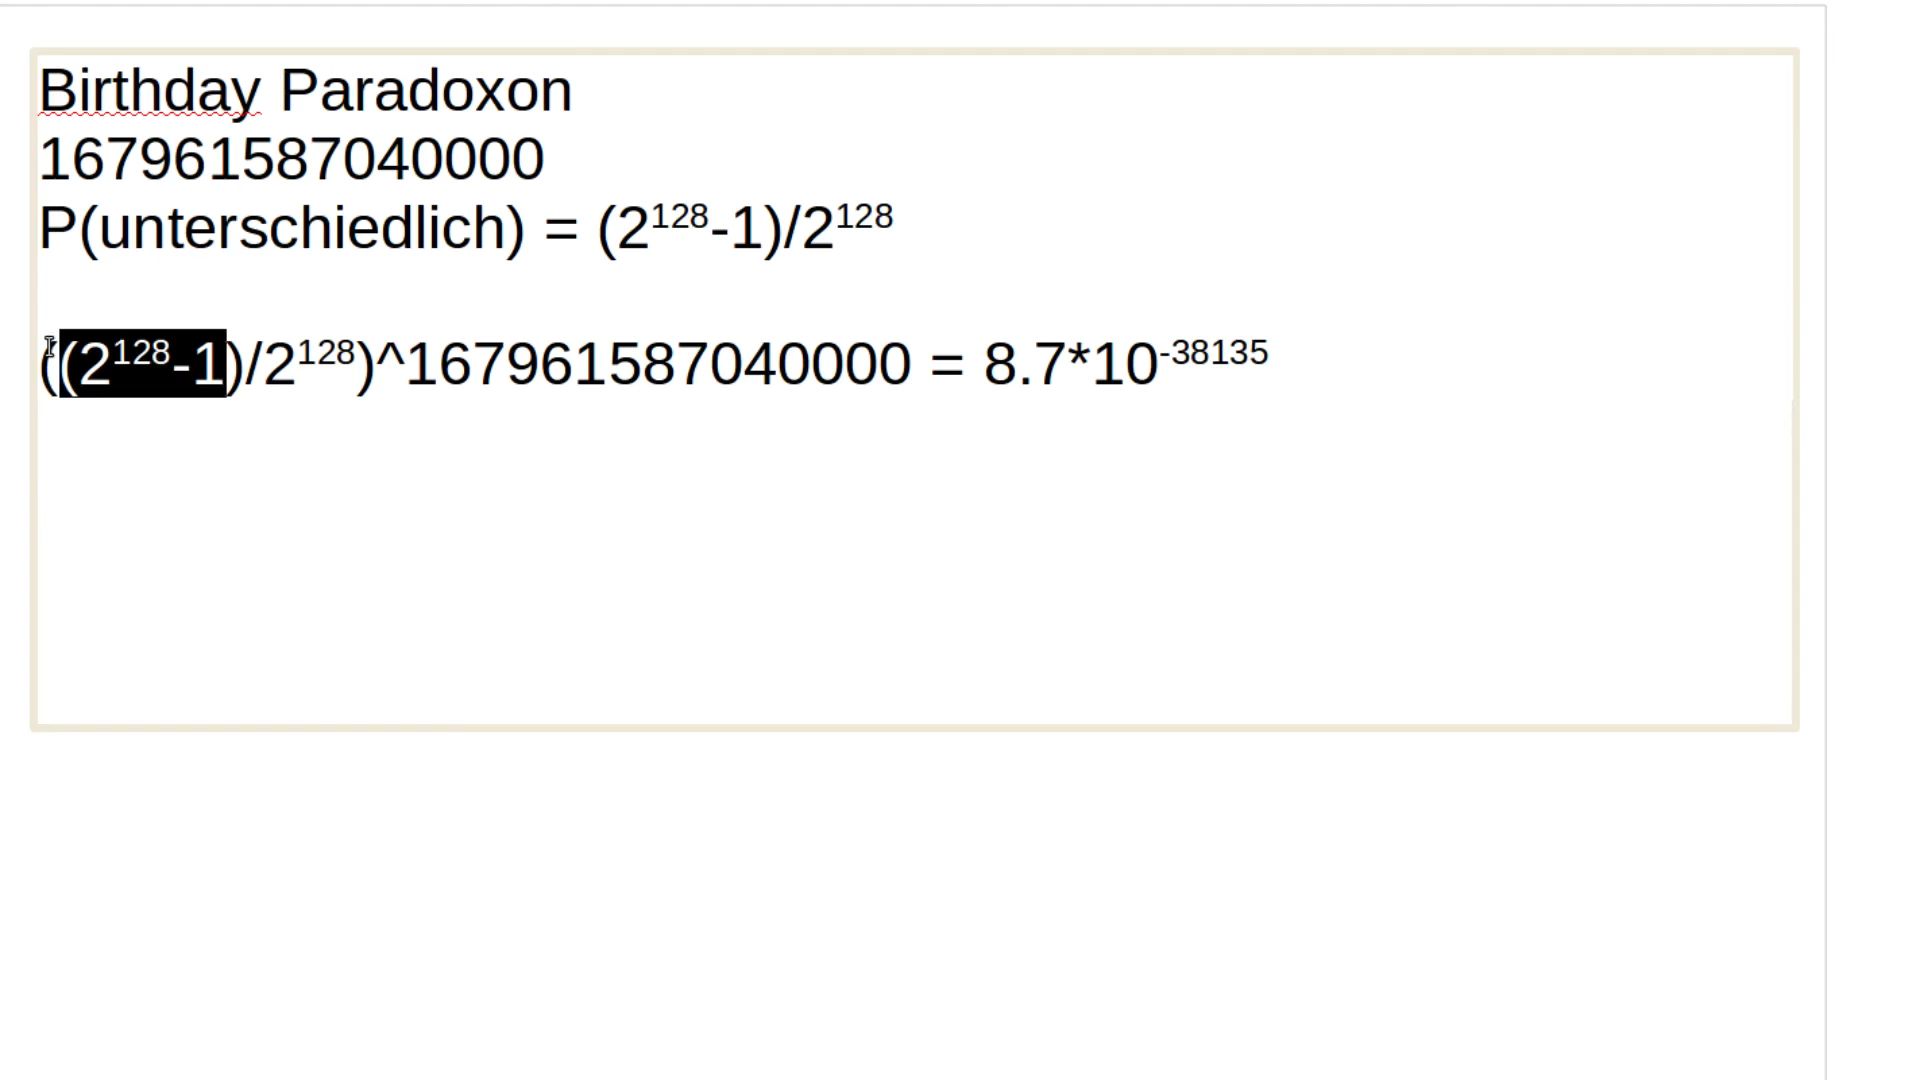 Birthday Paradoxon
167961587040000
P(unterschiedlich) = (2¹²⁸-1)/2¹²⁸
((2¹²⁸-1)/2¹²⁸)^167961587040000 = 8.7*10⁻³⁸¹³⁵